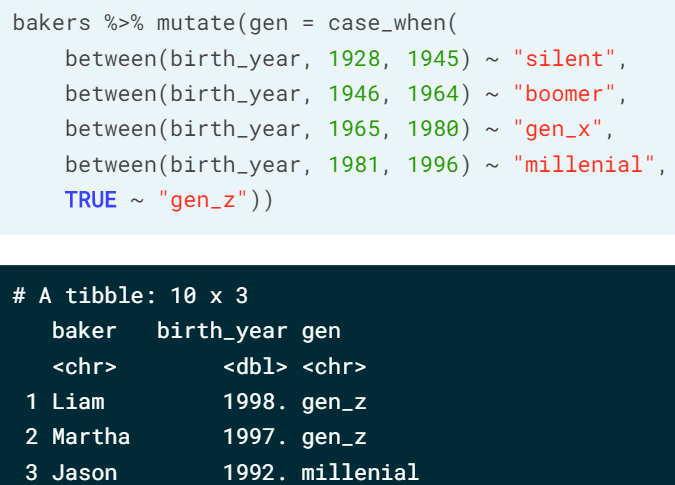 bakers %>% mutate(gen = case_when(
    between(birth_year, 1928, 1945) ~ "silent",
    between(birth_year, 1946, 1964) ~ "boomer",
    between(birth_year, 1965, 1980) ~ "gen_x",
    between(birth_year, 1981, 1996) ~ "millenial",
    TRUE ~ "gen_z"))
# A tibble: 10 x 3
   baker   birth_year gen
   <chr>        <dbl> <chr>
 1 Liam         1998. gen_z
 2 Martha       1997. gen_z
 3 Jason        1992. millenial